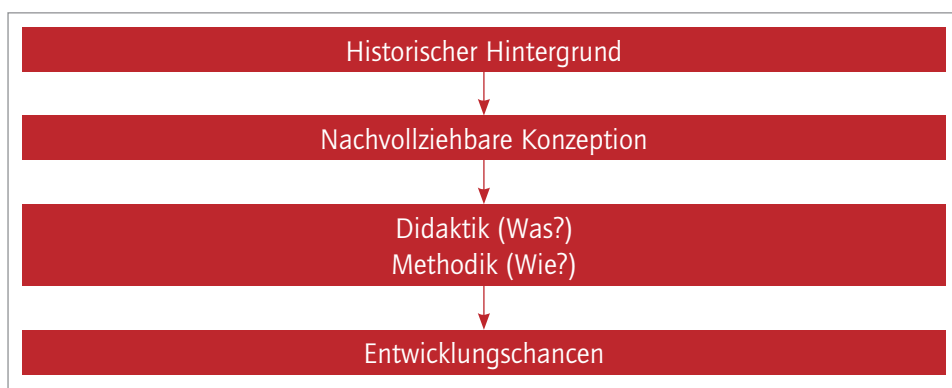 Historischer Hintergrund
Nachvollziehbare Konzeption
Didaktik (Was?)
Methodik (Wie?)
Entwicklungschancen